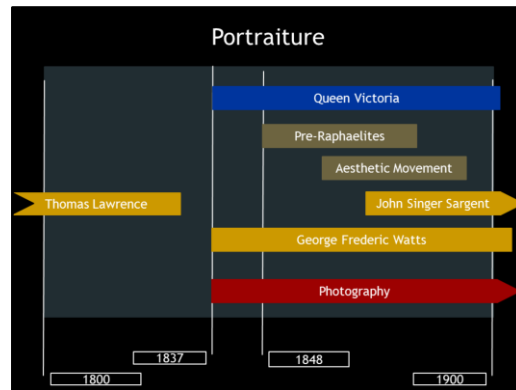 Portraiture
Queen Victoria
Pre-Raphaelites
Aesthetic Movement
Thomas Lawrence
John Singer Sargent
George Frederic Watts
Photography
1837
1848
1800
1900